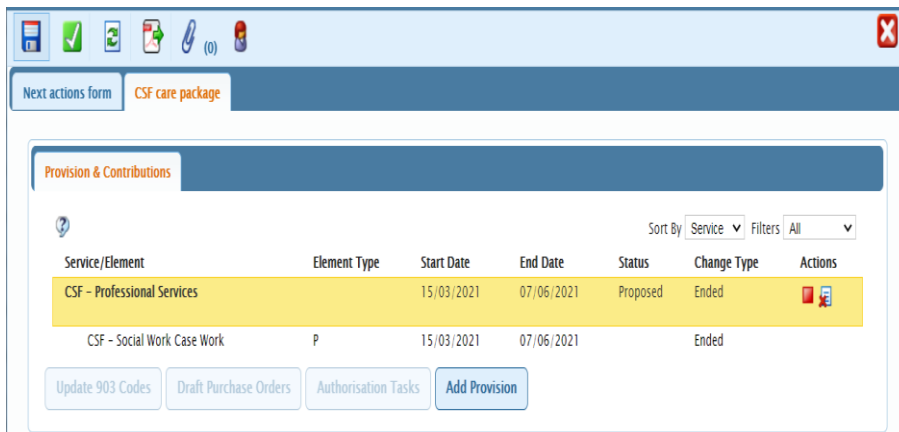 (0)
Next actions form CSF care package
Provision & Contributions
Sort By Service Filters All
Service/Element Element Type Start Date End Date Status Change Type Actions
CSF - Professional Services 15/03/2021 07/06/2021 Proposed Ended
CSF - Social Work Case Work P 15/03/2021 07/06/2021 Ended
Update 903 Codes Draft Purchase Orders Authorisation Tasks Add Provision